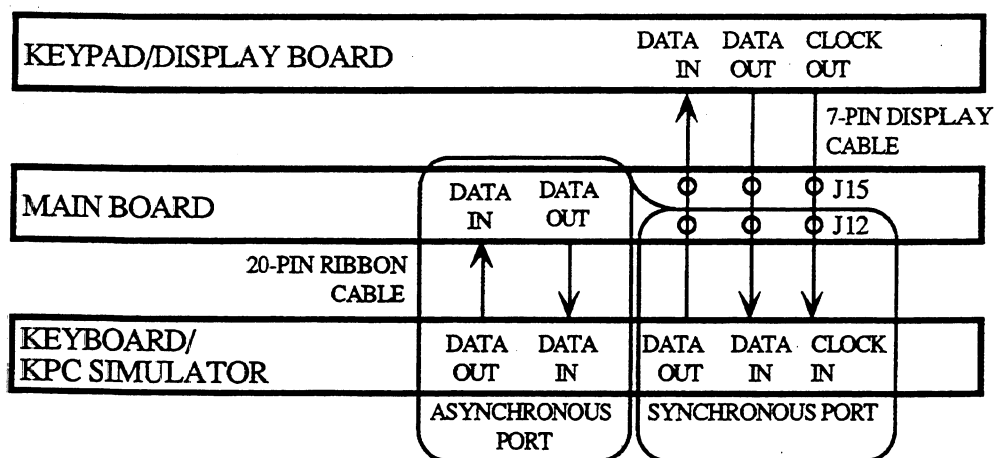 KEYPAD/DISPLAY BOARD
DATA IN
DATA OUT
CLOCK OUT
7-PIN DISPLAY
CABLE
MAIN BOARD
DATA IN
DATA OUT
J15
J12
20-PIN RIBBON
CABLE
KEYBOARD/
KPC SIMULATOR
DATA OUT
DATA IN
DATA OUT
DATA IN
CLOCK IN
ASYNCHRONOUS
PORT
SYNCHRONOUS PORT